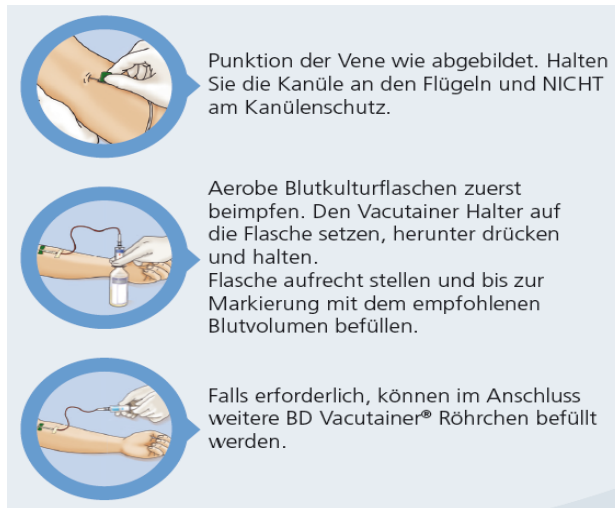 Punktion der Vene wie abgebildet. Halten
Sie die Kanüle an den Flügeln und NICHT
am Kanülenschutz.
Aerobe Blutkulturflaschen zuerst
beimpfen. Den Vacutainer Halter auf
die Flasche setzen, herunter drücken
und halten.
Flasche aufrecht stellen und bis zur
Markierung mit dem empfohlenen
Blutvolumen befüllen.
Falls erforderlich, können im Anschluss
weitere BD Vacutainer® Röhrchen befüllt
werden.